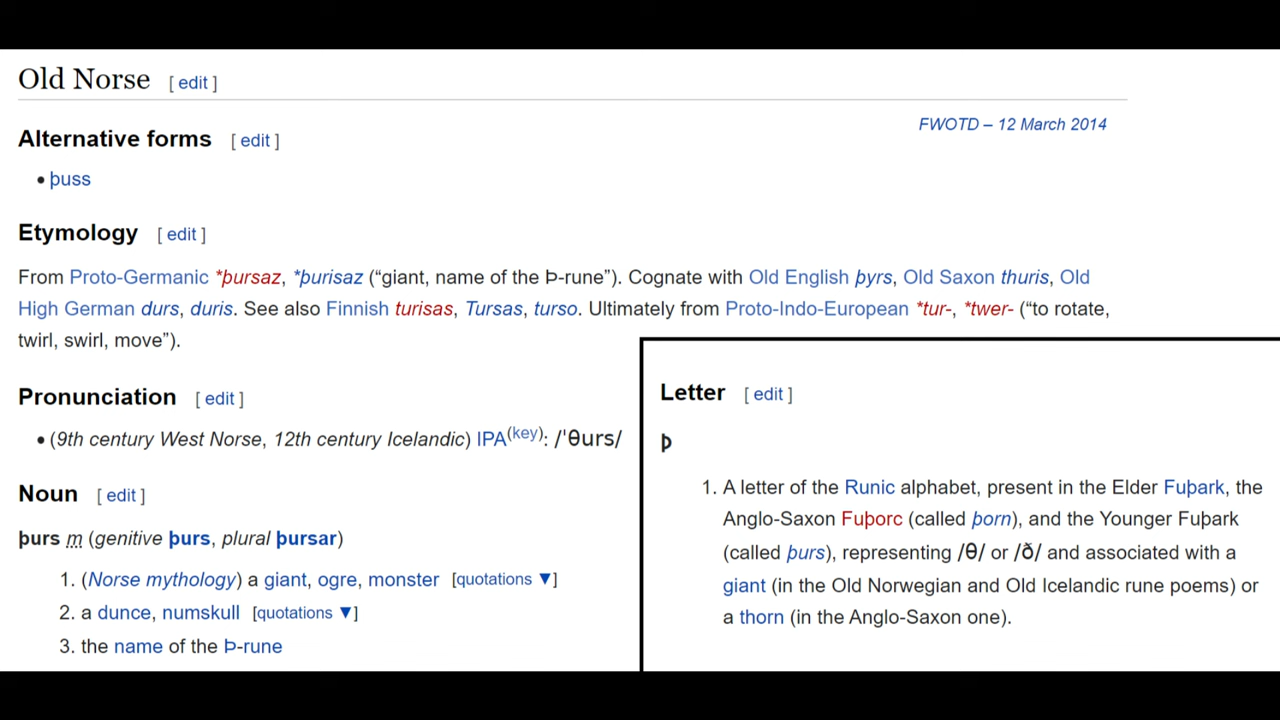 Old Norse [ edit ]
FWOTD – 12 March 2014
Alternative forms [ edit ]
• þuss
Etymology [ edit ]
From Proto-Germanic *þursaz, *þurisaz (“giant, name of the Þ-rune”). Cognate with Old English þyrs, Old Saxon thuris, Old
High German durs, duris. See also Finnish turisas, Tursas, turso. Ultimately from Proto-Indo-European *tur-, *twer- (“to rotate,
twirl, swirl, move”).
Pronunciation [ edit ]
• (9th century West Norse, 12th century Icelandic) IPA(key): /ˈθurs/
Noun [ edit ]
þurs m (genitive þurs, plural þursar)
1. (Norse mythology) a giant, ogre, monster [quotations ▼]
2. a dunce, numskull [quotations ▼]
3. the name of the Þ-rune
Letter [ edit ]
ᚦ
1. A letter of the Runic alphabet, present in the Elder Fuþark, the
Anglo-Saxon Fuþorc (called þorn), and the Younger Fuþark
(called þurs), representing /θ/ or /ð/ and associated with a
giant (in the Old Norwegian and Old Icelandic rune poems) or
a thorn (in the Anglo-Saxon one).